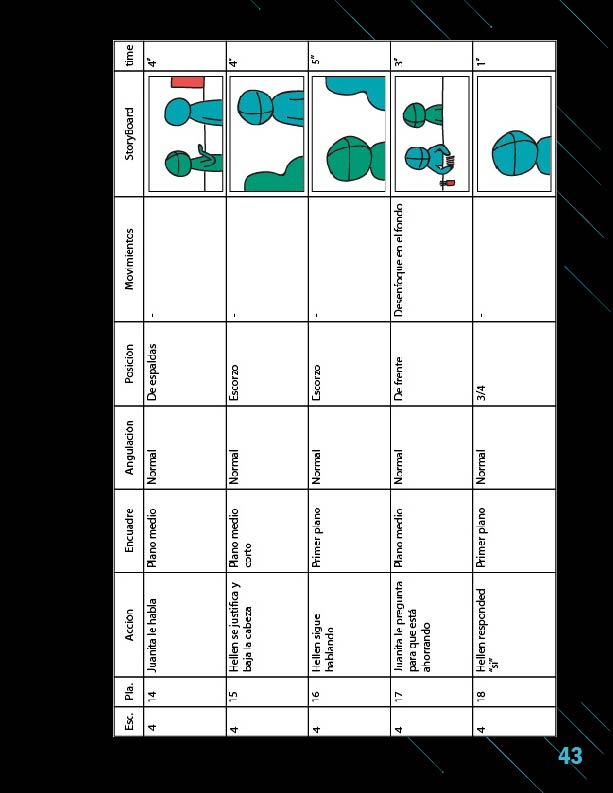 Esc. Pla. Acción Encuadre Angulación Posición Movimientos StoryBoard time
4 14 Juanita le habla Plano medio Normal De espaldas - 4"
4 15 Hellen se justifica y
baja la cabeza Plano medio
corto Normal Escorzo - 4"
4 16 Hellen sigue
hablando Primer plano Normal Escorzo - 5"
4 17 Juanita le pregunta
para que está
ahorrando Plano medio Normal De frente Desenfoque en el fondo 3"
4 18 Hellen responded
"si" Primer plano Normal 3/4 - 1"
43